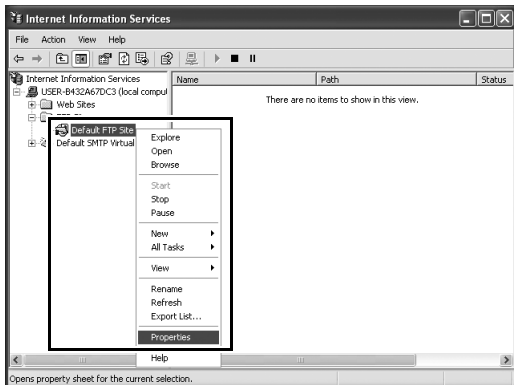 Internet Information Services
File Action View Help
Internet Information Services
USER-B432A67DC3 (local comput
Web Sites
Default FTP Site
Default SMTP Virtual
Name Path Status
There are no items to show in this view.
Explore
Open
Browse
Start
Stop
Pause
New
All Tasks
View
Rename
Refresh
Export List...
Properties
Help
Opens property sheet for the current selection.